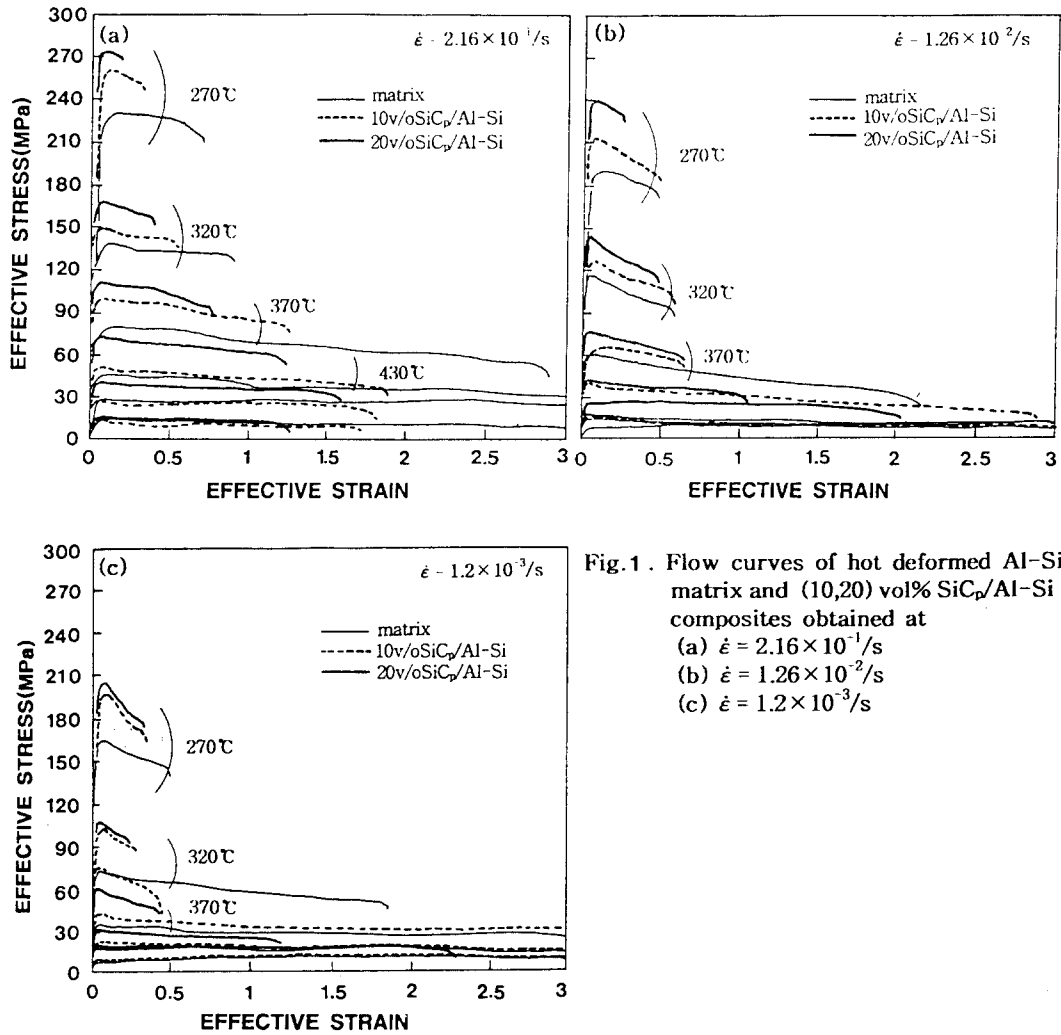 (a)
ε̇ - 2.16×10⁻¹/s
300
270
240
210
180
150
120
90
60
30
0
EFFECTIVE STRESS(MPa)
matrix
10v/oSiCₚ/Al-Si
20v/oSiCₚ/Al-Si
270℃
320℃
370℃
430℃
0 0.5 1 1.5 2 2.5 3
EFFECTIVE STRAIN
(b)
ε̇ - 1.26×10⁻²/s
matrix
10v/oSiCₚ/Al-Si
20v/oSiCₚ/Al-Si
270℃
320℃
370℃
0 0.5 1 1.5 2 2.5 3
EFFECTIVE STRAIN
(c)
ε̇ - 1.2×10⁻³/s
300
270
240
210
180
150
120
90
60
30
0
EFFECTIVE STRESS(MPa)
matrix
10v/oSiCₚ/Al-Si
20v/oSiCₚ/Al-Si
270℃
320℃
370℃
0 0.5 1 1.5 2 2.5 3
EFFECTIVE STRAIN
Fig.1. Flow curves of hot deformed Al-Si
matrix and (10,20) vol% SiCₚ/Al-Si
composites obtained at
(a) ε̇ = 2.16×10⁻¹/s
(b) ε̇ = 1.26×10⁻²/s
(c) ε̇ = 1.2×10⁻³/s